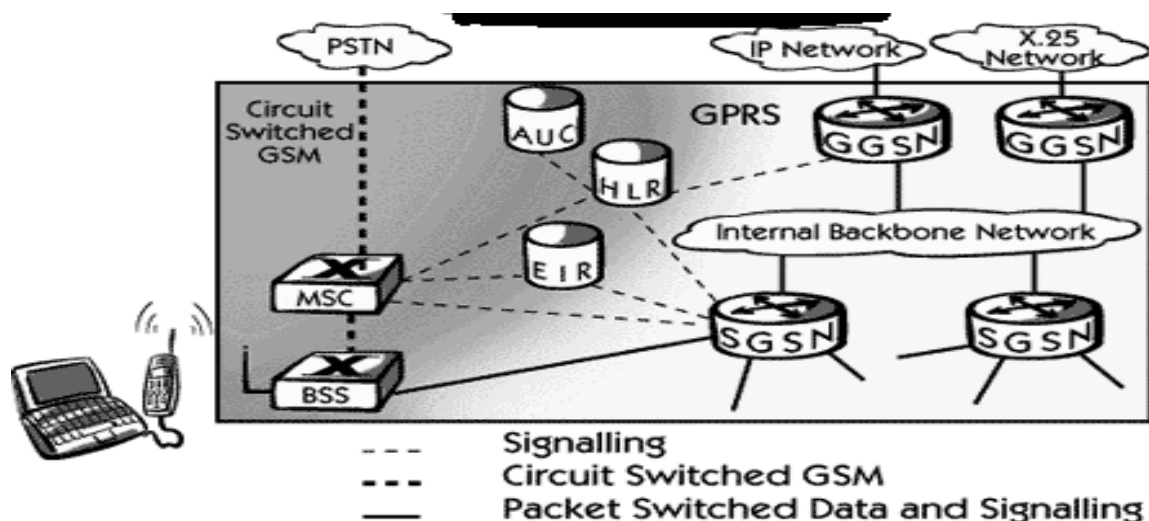 PSTN
IP Network
X.25
Network
Circuit
Switched
GSM
AUC
GPRS
GGSN
GGSN
HLR
Internal Backbone Network
EIR
MSC
SGSN
SGSN
BSS
Signalling
Circuit Switched GSM
Packet Switched Data and Signalling